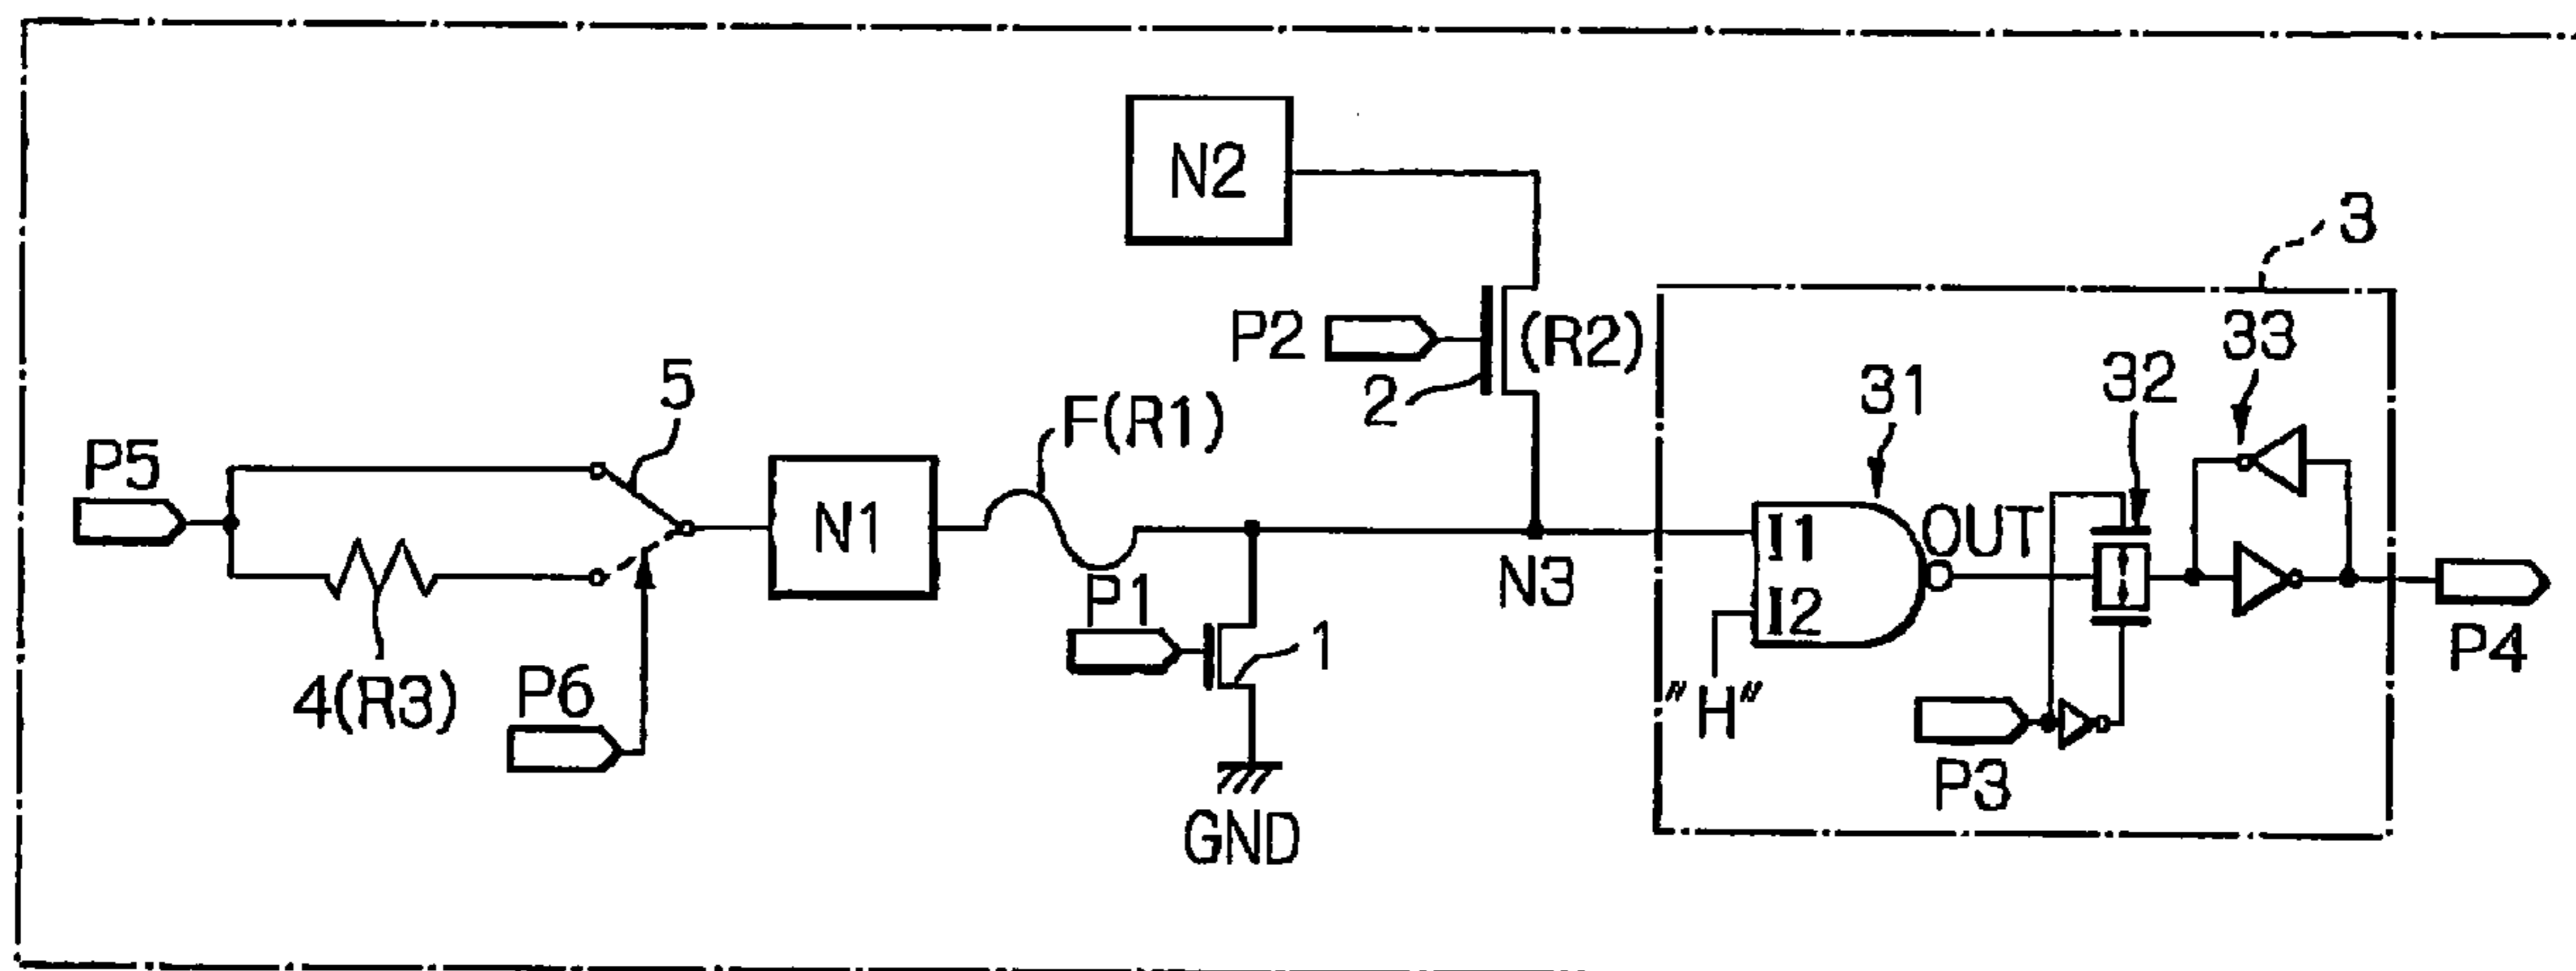 N2
3
P2
(R2)
2
33
32
31
5
F(R1)
P5
N1
I1
OUT
N3
P1
I2
1
4(R3)
P6
"H"
P4
P3
GND